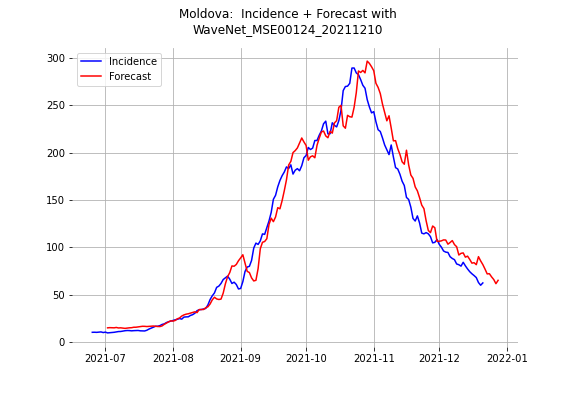 Moldova:  Incidence + Forecast with
WaveNet_MSE00124_20211210
Incidence
Forecast
300
250
200
150
100
50
0
2021-07 2021-08 2021-09 2021-10 2021-11 2021-12 2022-01